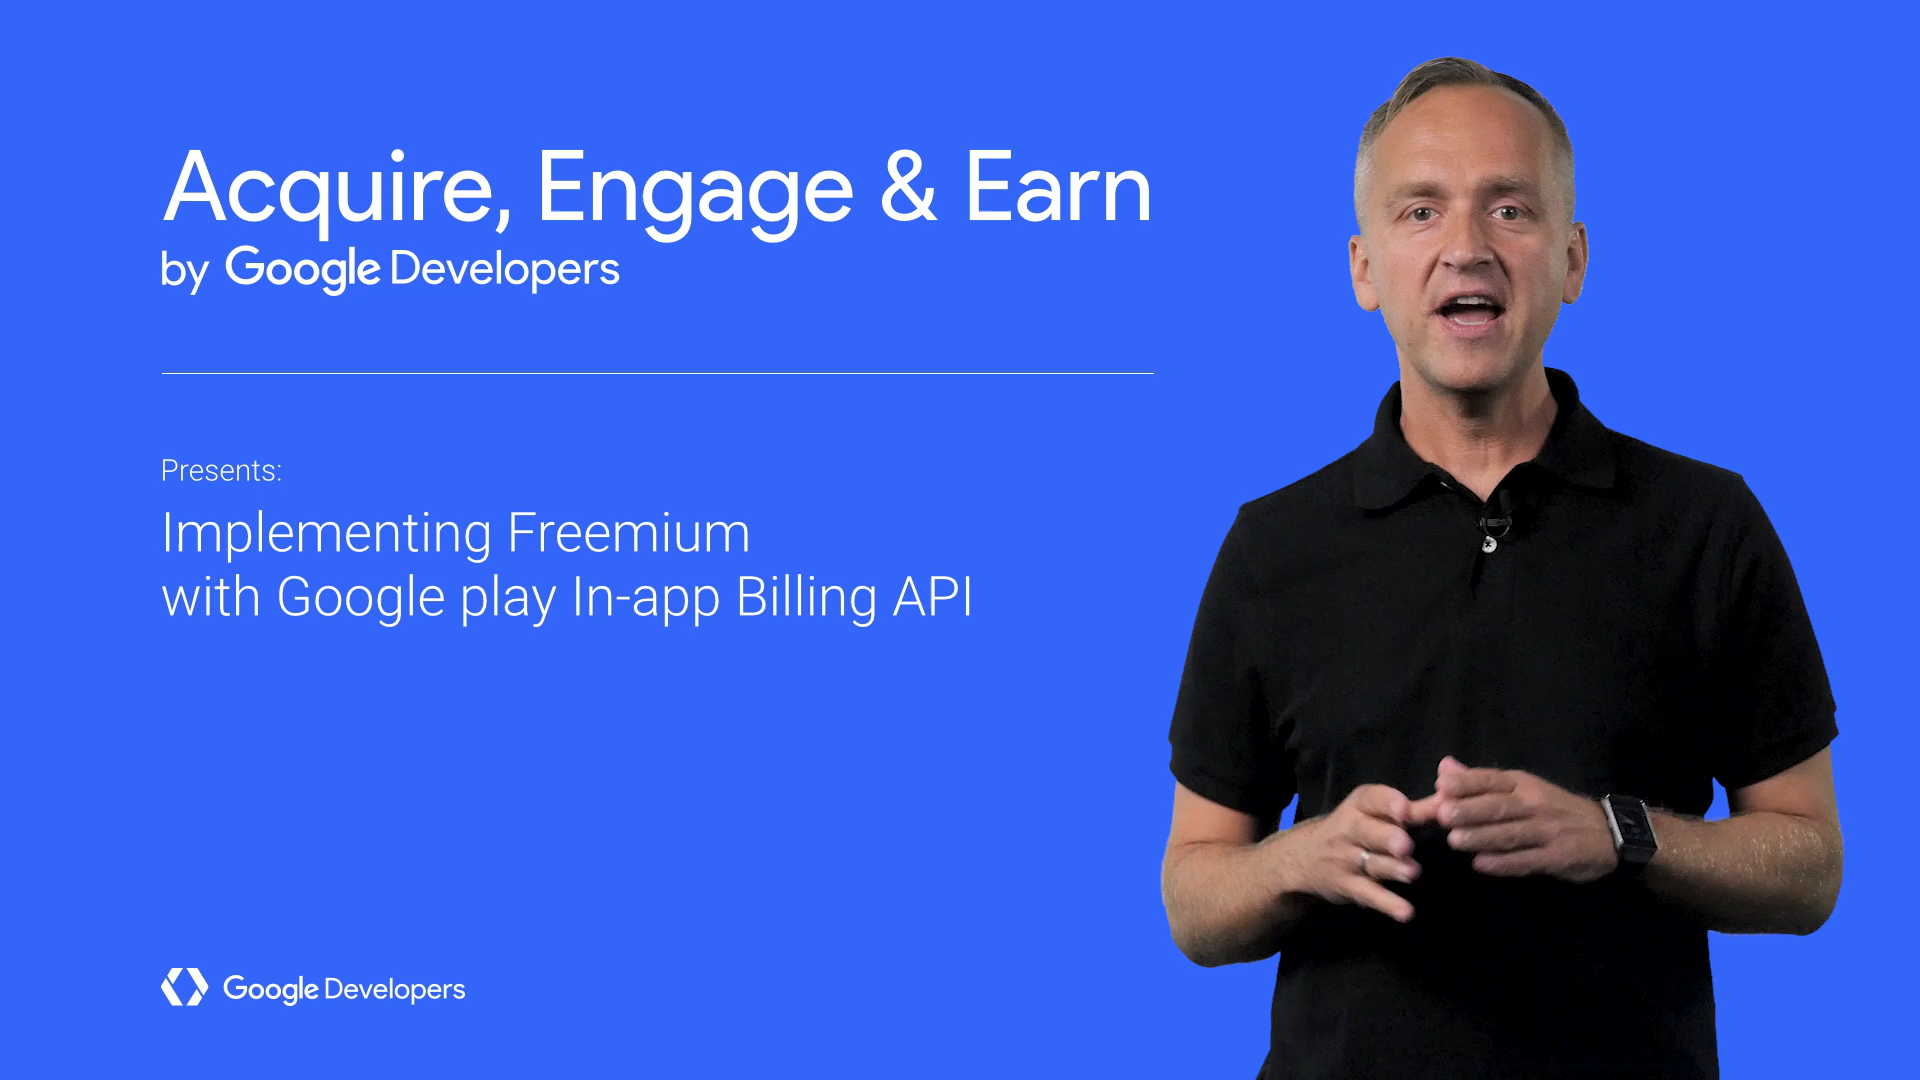 Acquire, Engage & Earn
by Google Developers
Presents:
Implementing Freemium
with Google play In-app Billing API
Google Developers